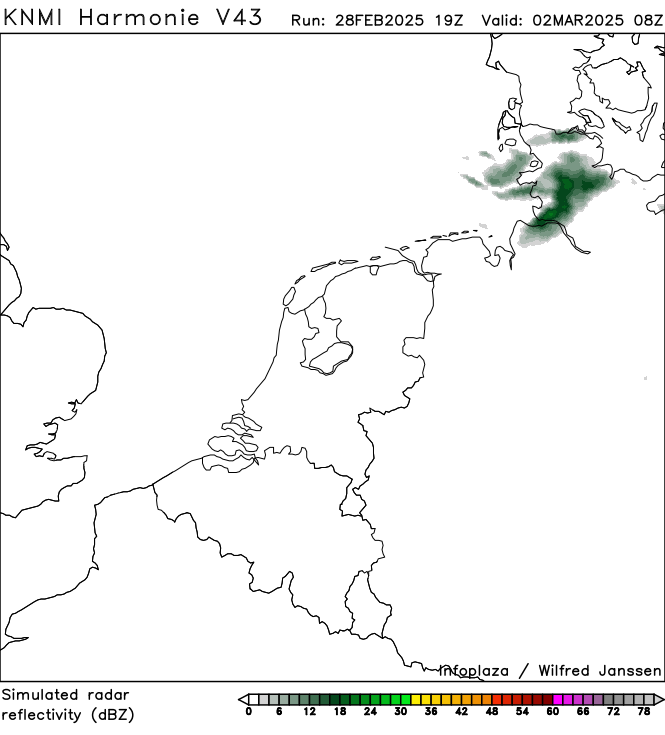 KNMI Harmonie V43 Run: 28FEB2025 19Z Valid: 02MAR2025 08Z
infoplaza / Wilfred Janssen
Simulated radar
reflectivity (dBZ)
0 6 12 18 24 30 36 42 48 54 60 66 72 78